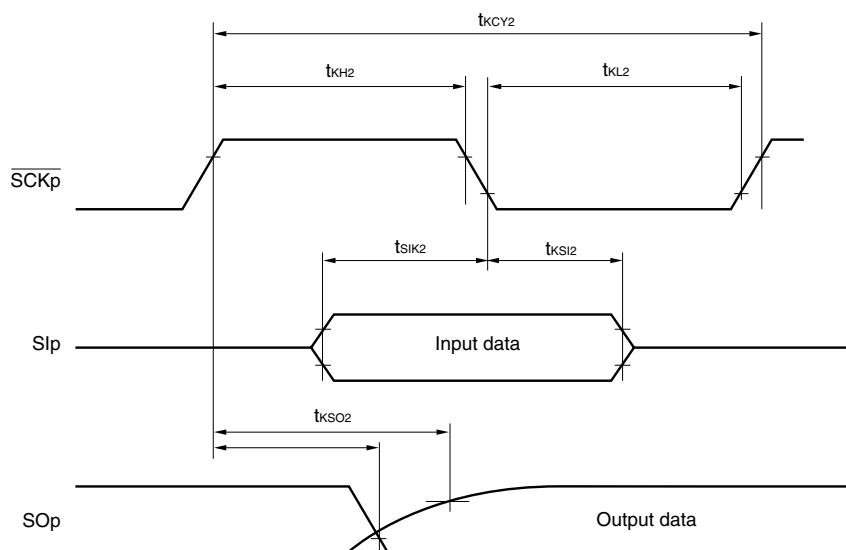 tKCY2
tKH2
tKL2
SCKp
tSIK2
tKSI2
SIp
Input data
tKSO2
SOp
Output data